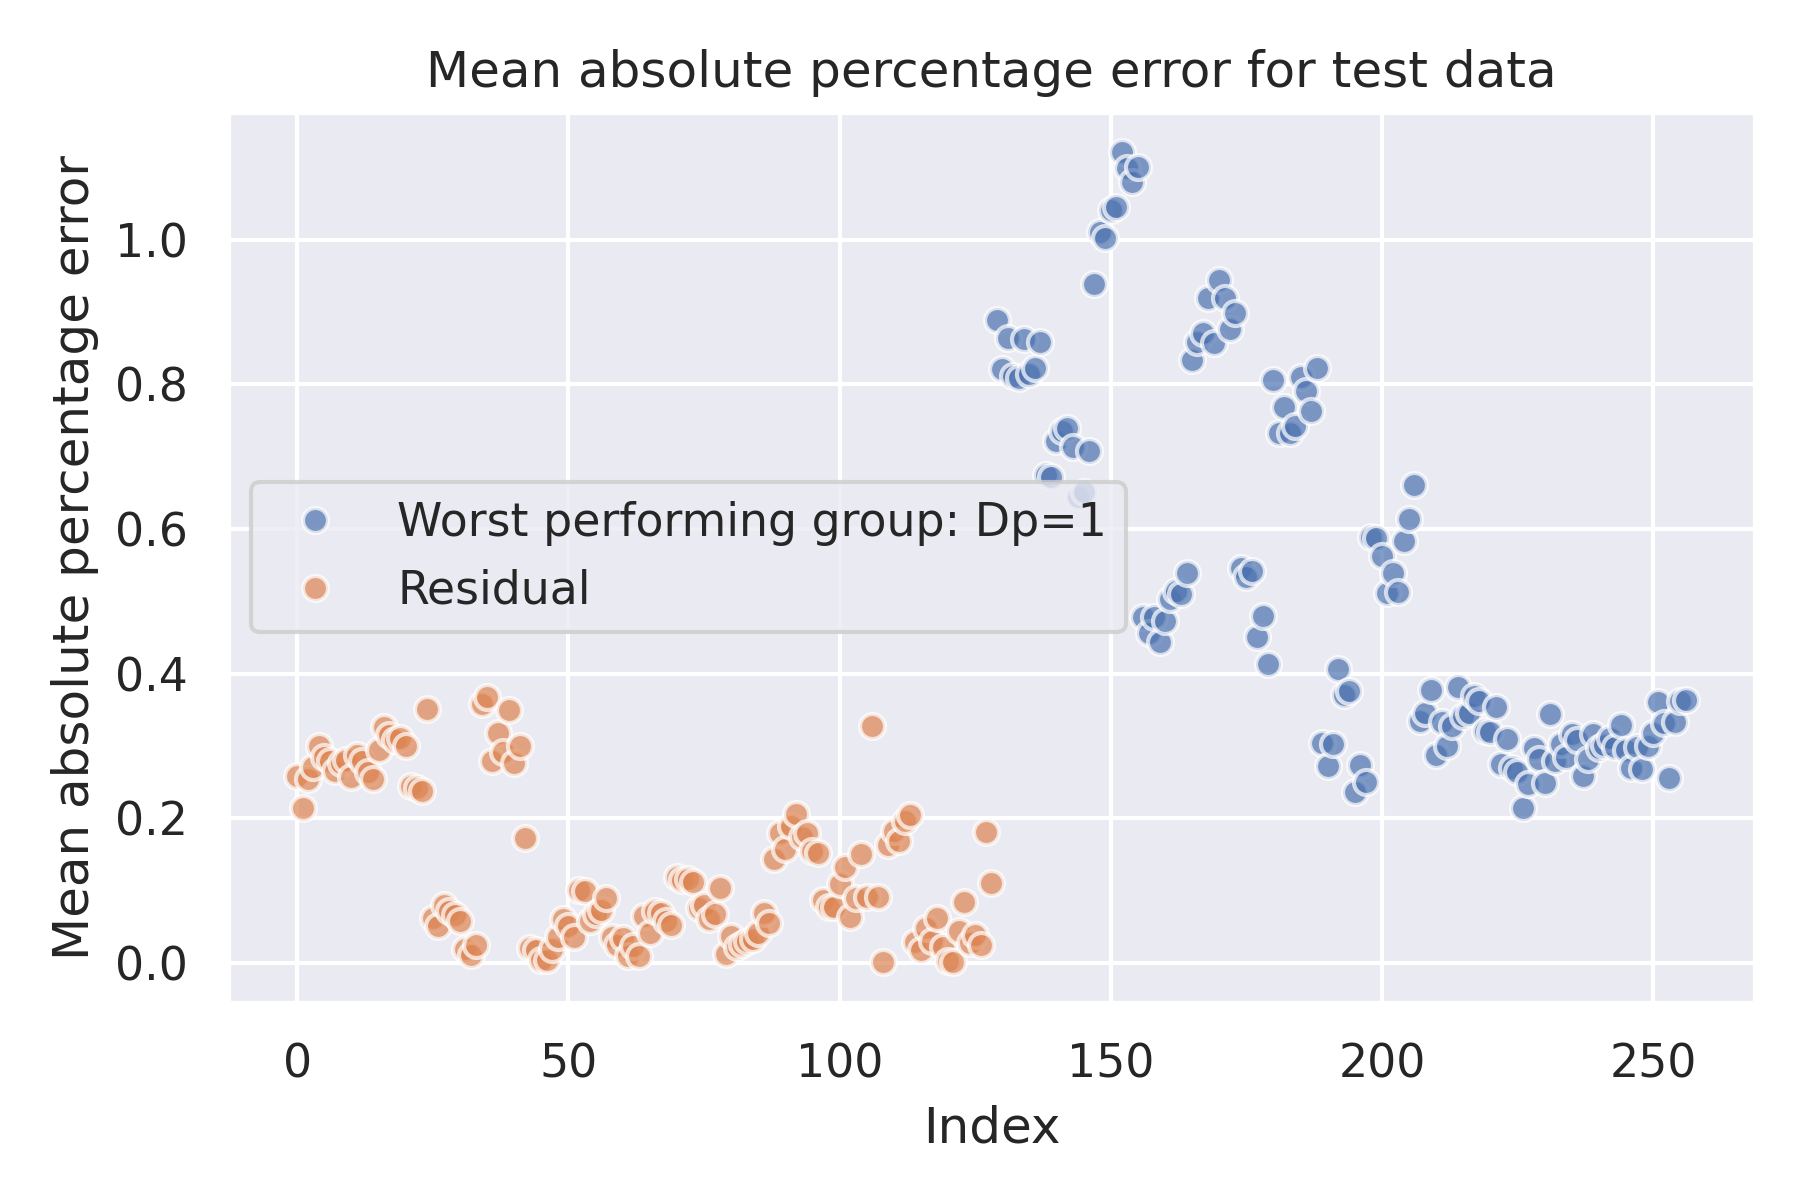 Mean absolute percentage error for test data
Mean absolute percentage error
1.0
0.8
0.6
0.4
0.2
0.0
Worst performing group: Dp=1
Residual
0 50 100 150 200 250
Index